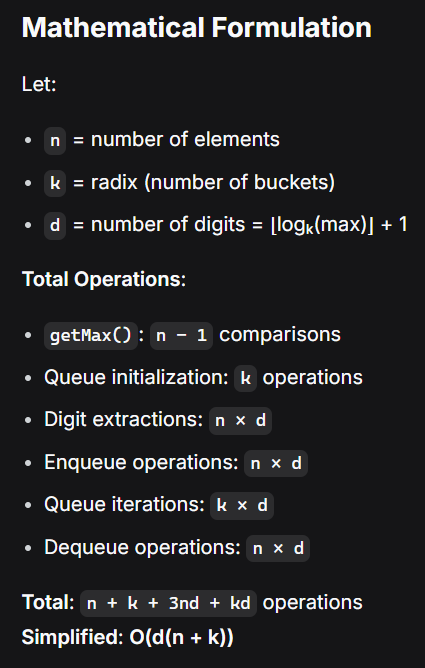 Mathematical Formulation
Let:
• n = number of elements
• k = radix (number of buckets)
• d = number of digits = ⌊logₖ(max)⌋ + 1
Total Operations:
• getMax(): n − 1 comparisons
• Queue initialization: k operations
• Digit extractions: n × d
• Enqueue operations: n × d
• Queue iterations: k × d
• Dequeue operations: n × d
Total: n + k + 3nd + kd operations
Simplified: O(d(n + k))